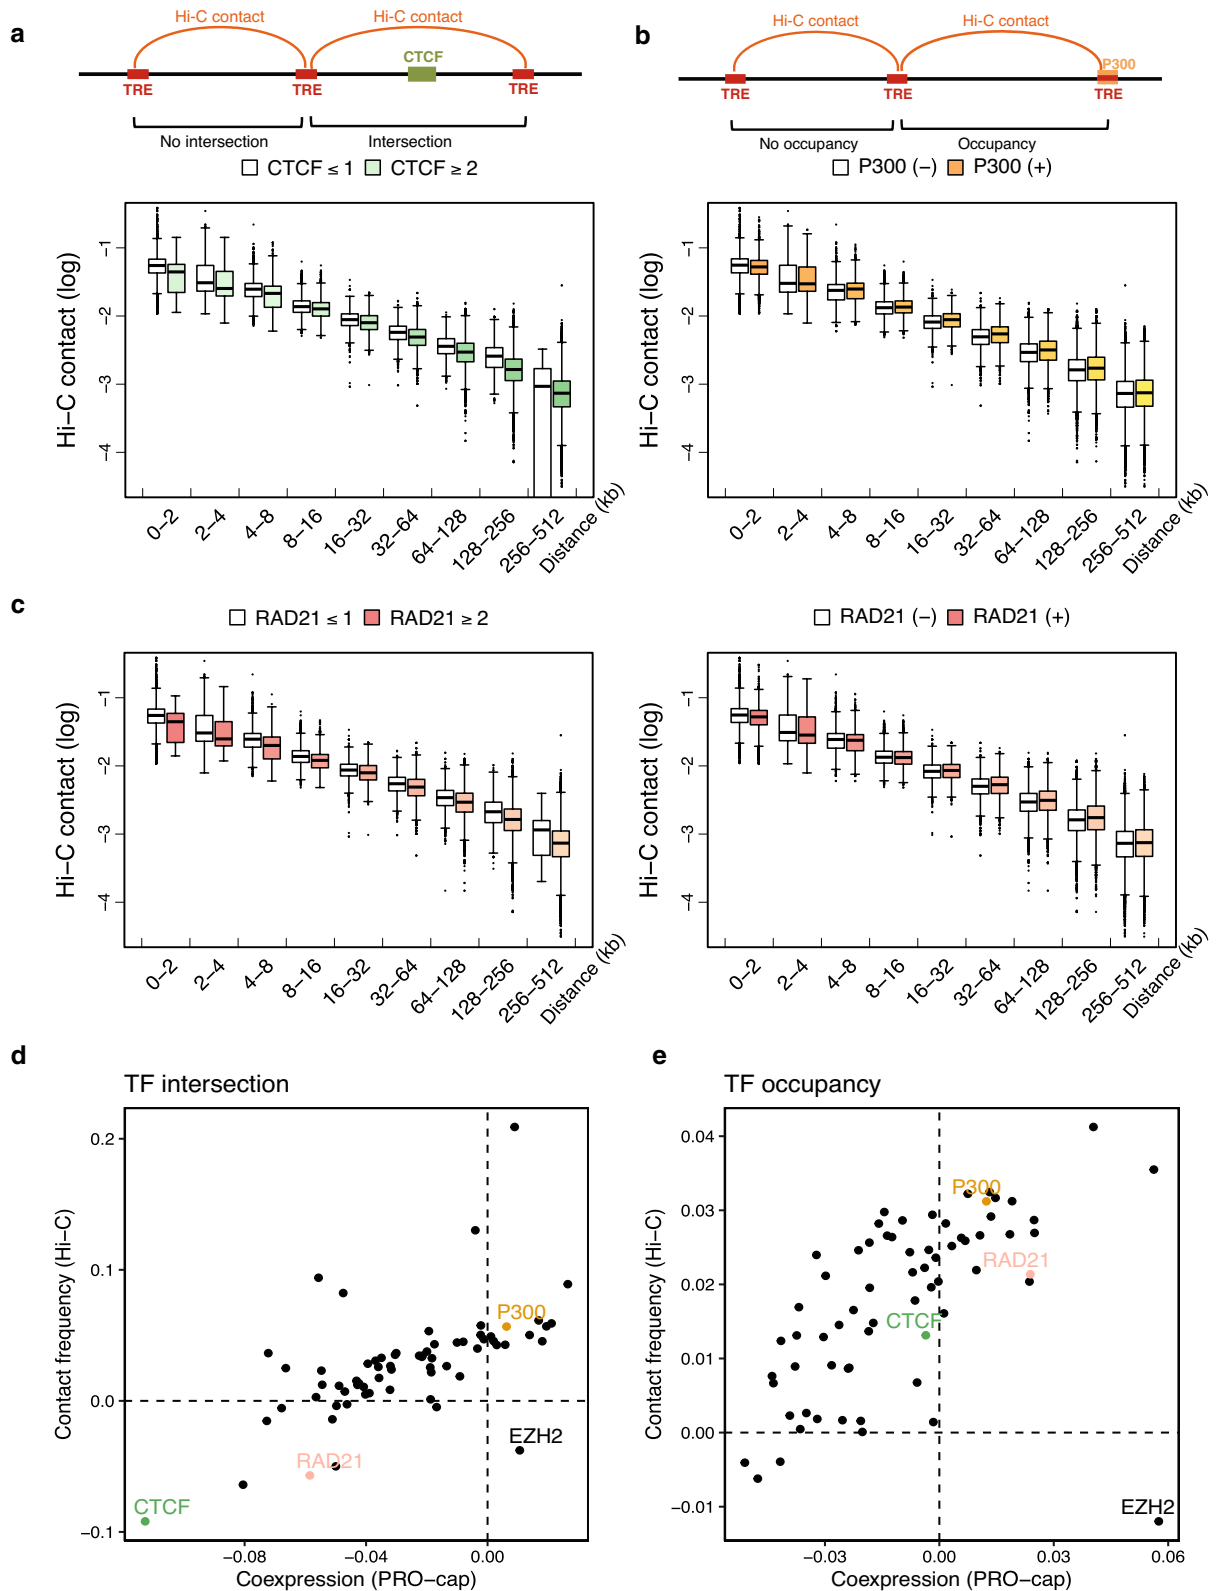 a
Hi-C contact
Hi-C contact
CTCF
TRE
TRE
TRE
No intersection
Intersection
CTCF ≤ 1
CTCF ≥ 2
Hi−C contact (log)
−1
−2
−3
−4
0−2
2−4
4−8
8−16
16−32
32−64
64−128
128−256
256−512
Distance (kb)
b
Hi-C contact
Hi-C contact
P300
TRE
TRE
TRE
No occupancy
Occupancy
P300 (−)
P300 (+)
Hi−C contact (log)
−1
−2
−3
−4
0−2
2−4
4−8
8−16
16−32
32−64
64−128
128−256
256−512
Distance (kb)
c
RAD21 ≤ 1
RAD21 ≥ 2
Hi−C contact (log)
−1
−2
−3
−4
0−2
2−4
4−8
8−16
16−32
32−64
64−128
128−256
256−512
Distance (kb)
RAD21 (−)
RAD21 (+)
Hi−C contact (log)
−1
−2
−3
−4
0−2
2−4
4−8
8−16
16−32
32−64
64−128
128−256
256−512
Distance (kb)
d
TF intersection
Contact frequency (Hi−C)
0.2
0.1
0.0
−0.1
P300
EZH2
RAD21
CTCF
−0.08
−0.04
0.00
Coexpression (PRO−cap)
e
TF occupancy
Contact frequency (Hi−C)
0.04
0.03
0.02
0.01
0.00
−0.01
P300
RAD21
CTCF
EZH2
−0.03
0.00
0.03
0.06
Coexpression (PRO−cap)